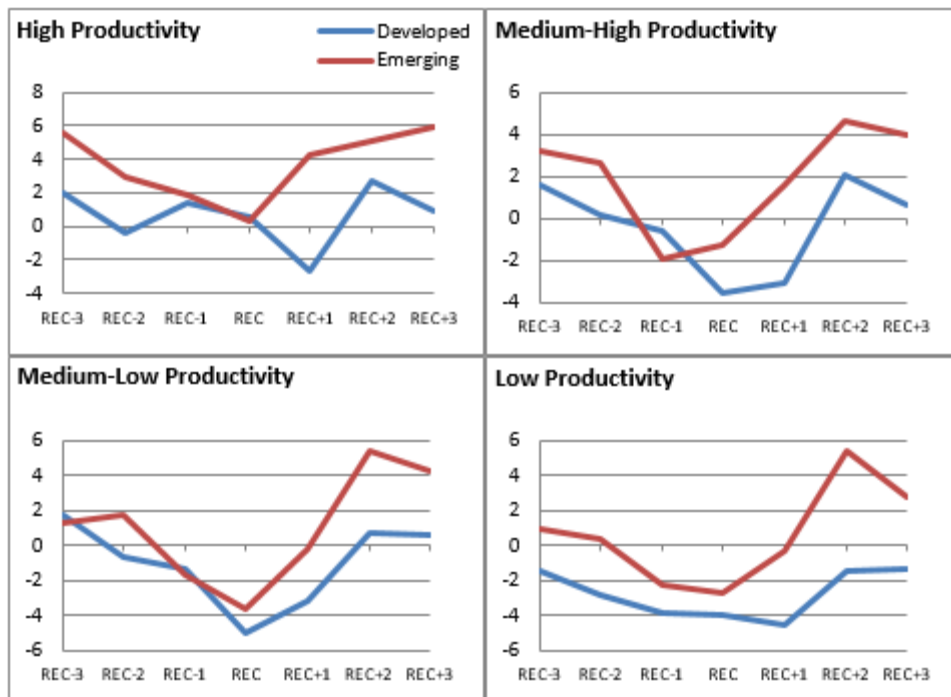 High Productivity
Developed
Emerging
8
6
4
2
0
-2
-4
REC-3 REC-2 REC-1 REC REC+1 REC+2 REC+3
Medium-High Productivity
6
4
2
0
-2
-4
REC-3 REC-2 REC-1 REC REC+1 REC+2 REC+3
Medium-Low Productivity
6
4
2
0
-2
-4
-6
REC-3 REC-2 REC-1 REC REC+1 REC+2 REC+3
Low Productivity
6
4
2
0
-2
-4
-6
REC-3 REC-2 REC-1 REC REC+1 REC+2 REC+3